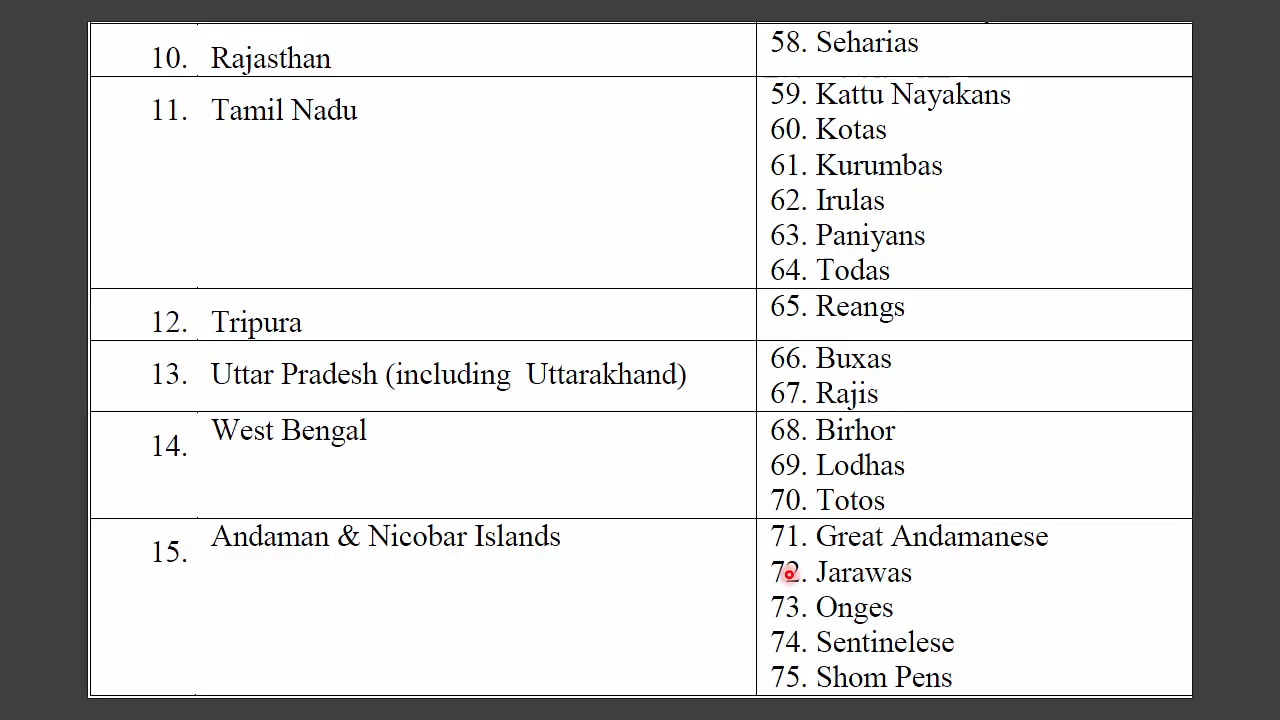 10. Rajasthan
58. Seharias
11. Tamil Nadu
59. Kattu Nayakans
60. Kotas
61. Kurumbas
62. Irulas
63. Paniyans
64. Todas
12. Tripura
65. Reangs
13. Uttar Pradesh (including Uttarakhand)
66. Buxas
67. Rajis
14. West Bengal
68. Birhor
69. Lodhas
70. Totos
15. Andaman & Nicobar Islands
71. Great Andamanese
72. Jarawas
73. Onges
74. Sentinelese
75. Shom Pens